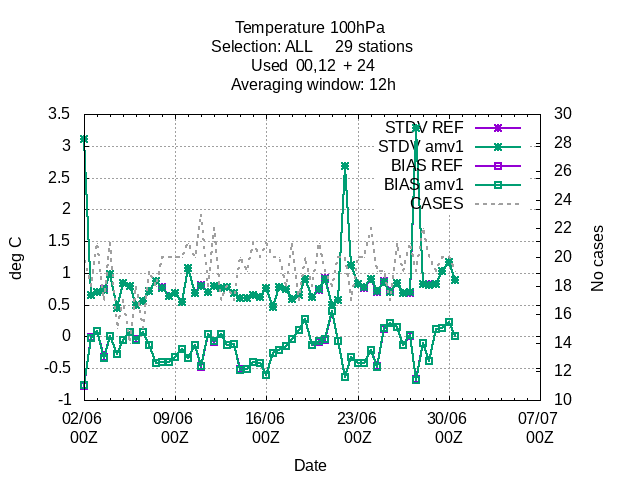 Temperature 100hPa
Selection: ALL     29 stations
Used  00,12  + 24
Averaging window: 12h
3.5
3
2.5
2
1.5
1
0.5
0
-0.5
-1
deg C
STDV REF
STDV amv1
BIAS REF
BIAS amv1
CASES
30
28
26
24
22
20
18
16
14
12
10
No cases
02/06 09/06 16/06 23/06 30/06 07/07
00Z 00Z 00Z 00Z 00Z 00Z
Date